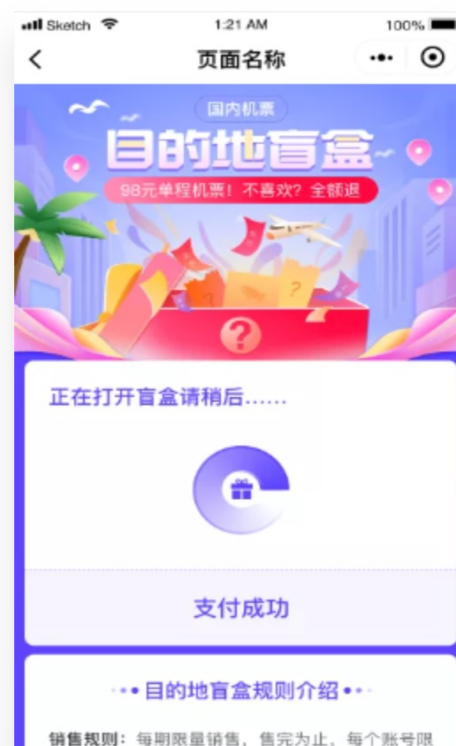 Sketch 1:21 AM 100%
页面名称
国内机票
目的地盲盒
98元单程机票！不喜欢？全额退
?
?
正在打开盲盒请稍后......
支付成功
目的地盲盒规则介绍
销售规则：每期限量销售，售完为止，每个账号限